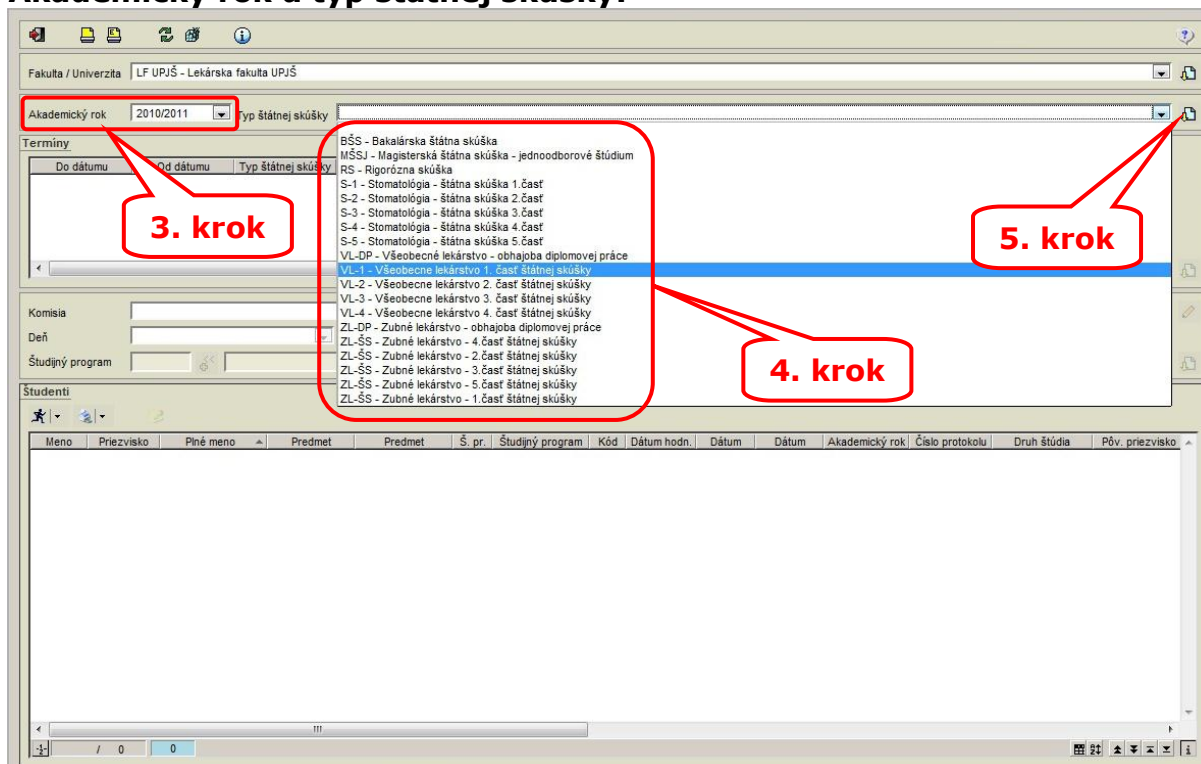 Akademický rok a typ štátnej skúšky.
Fakulta / Univerzita LF UPJŠ - Lekárska fakulta UPJŠ
Akademický rok 2010/2011 Typ štátnej skúšky
Termíny
Do dátumu Od dátumu Typ štátnej skúšky
BŠS - Bakalárska štátna skúška
MŠSJ - Magisterská štátna skúška - jednoodborové štúdium
RS - Rigorózna skúška
S-1 - Stomatológia - štátna skúška 1.časť
S-2 - Stomatológia - štátna skúška 2.časť
S-3 - Stomatológia - štátna skúška 3.časť
S-4 - Stomatológia - štátna skúška 4.časť
S-5 - Stomatológia - štátna skúška 5.časť
VL-DP - Všeobecné lekárstvo - obhajoba diplomovej práce
VL-1 - Všeobecne lekárstvo 1. časť štátnej skúšky
VL-2 - Všeobecne lekárstvo 2. časť štátnej skúšky
VL-3 - Všeobecne lekárstvo 3. časť štátnej skúšky
VL-4 - Všeobecne lekárstvo 4. časť štátnej skúšky
ZL-DP - Zubné lekárstvo - obhajoba diplomovej práce
ZL-ŠS - Zubné lekárstvo - 4.časť štátnej skúšky
ZL-ŠS - Zubné lekárstvo - 2.časť štátnej skúšky
ZL-ŠS - Zubné lekárstvo - 3.časť štátnej skúšky
ZL-ŠS - Zubné lekárstvo - 5.časť štátnej skúšky
ZL-ŠS - Zubné lekárstvo - 1.časť štátnej skúšky
3. krok
5. krok
4. krok
Komisia
Deň
Študijný program
Študenti
Meno Priezvisko Plné meno Predmet Predmet Š. pr. Študijný program Kód Dátum hodn. Dátum Dátum Akademický rok Číslo protokolu Druh štúdia Pôv. priezvisko
/ 0 0